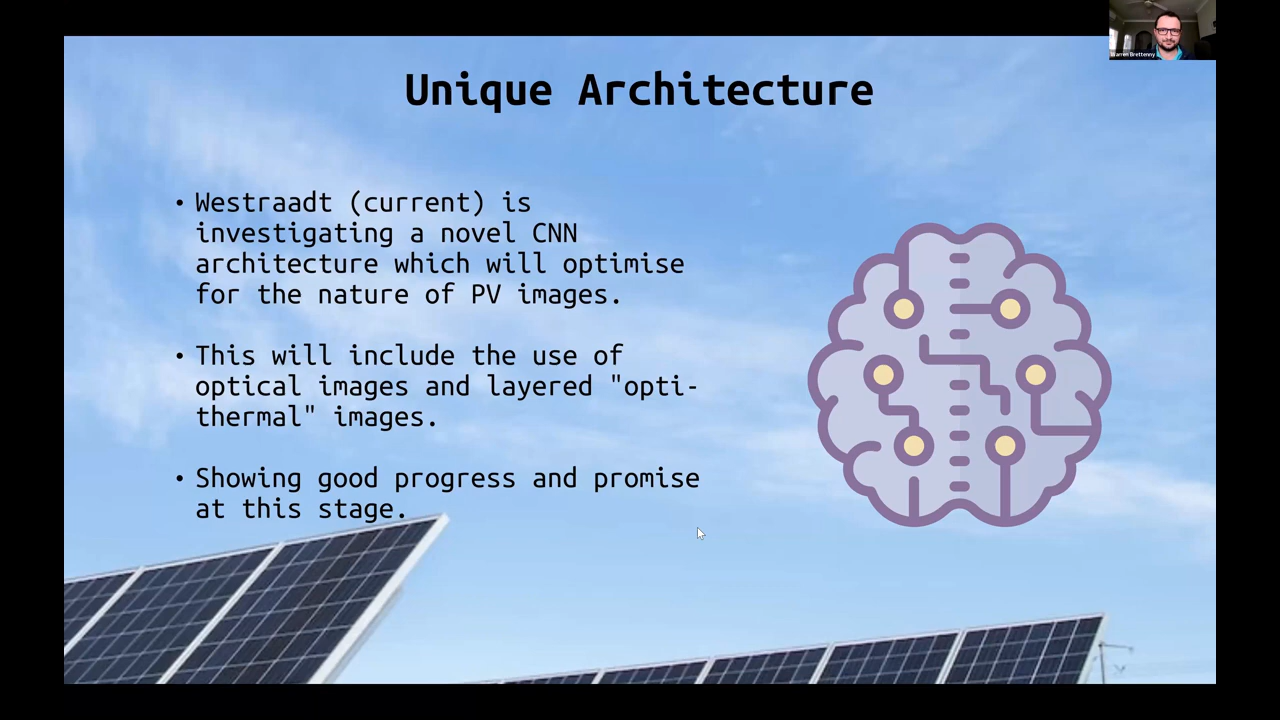 Warren Brettenny
Unique Architecture
• Westraadt (current) is
investigating a novel CNN
architecture which will optimise
for the nature of PV images.
• This will include the use of
optical images and layered "opti-
thermal" images.
• Showing good progress and promise
at this stage.